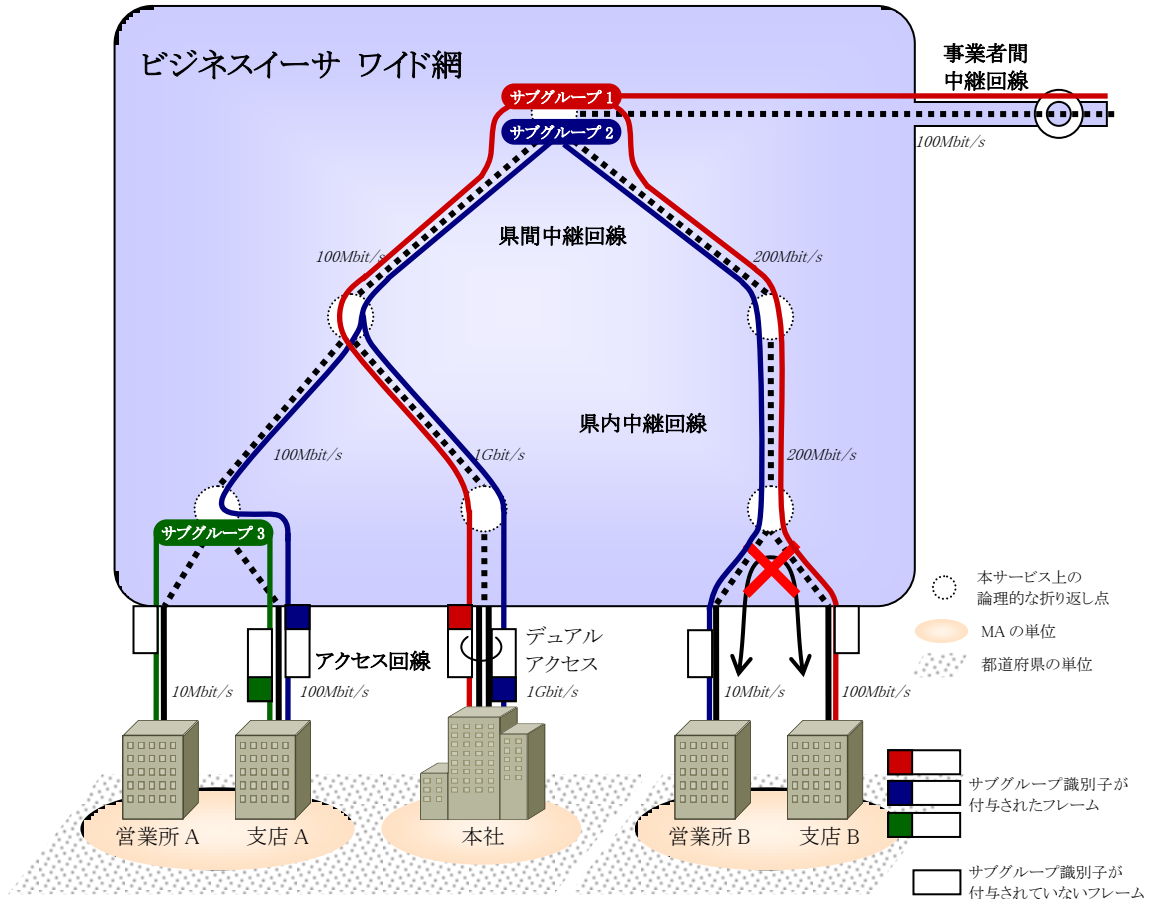 ビジネスイーサ ワイド網
事業者間
中継回線
サブグループ 1
サブグループ 2
100Mbit/s
県間中継回線
100Mbit/s
200Mbit/s
県内中継回線
100Mbit/s
1Gbit/s
200Mbit/s
サブグループ 3
本サービス上の
論理的な折り返し点
MA の単位
都道府県の単位
デュアル
アクセス
アクセス回線
10Mbit/s
100Mbit/s
1Gbit/s
10Mbit/s
100Mbit/s
サブグループ識別子が
付与されたフレーム
営業所 A
支店 A
本社
営業所 B
支店 B
サブグループ識別子が
付与されていないフレーム